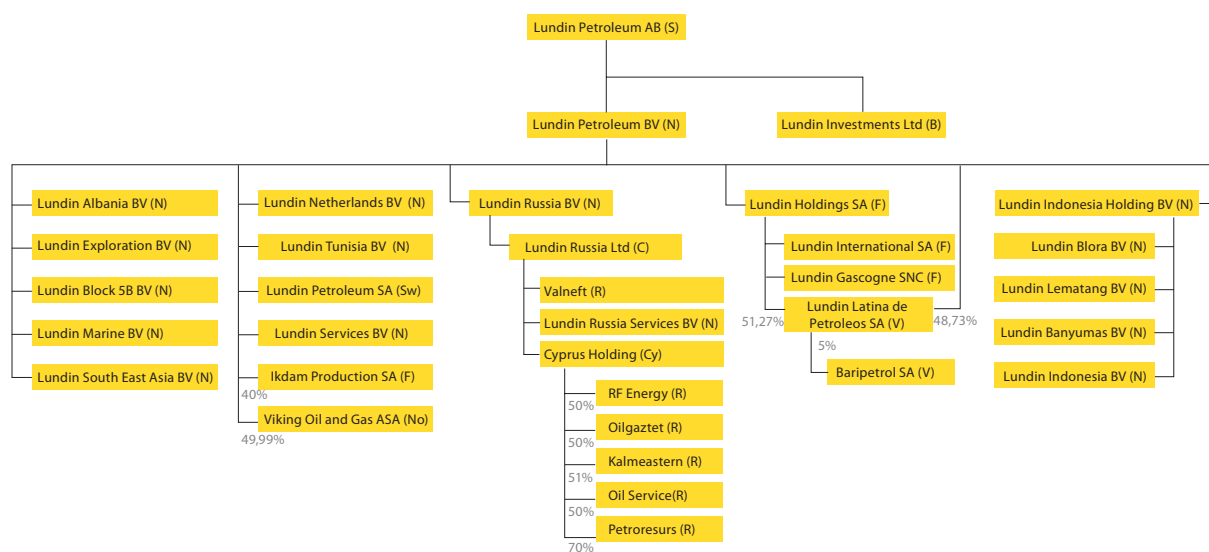 Lundin Petroleum AB (S)
Lundin Petroleum BV (N)
Lundin Investments Ltd (B)
Lundin Albania BV (N)
Lundin Exploration BV (N)
Lundin Block 5B BV (N)
Lundin Marine BV (N)
Lundin South East Asia BV (N)
Lundin Netherlands BV (N)
Lundin Tunisia BV (N)
Lundin Petroleum SA (Sw)
Lundin Services BV (N)
Ikdam Production SA (F)
40%
Viking Oil and Gas ASA (No)
49,99%
Lundin Russia BV (N)
Lundin Russia Ltd (C)
Valneft (R)
Lundin Russia Services BV (N)
Cyprus Holding (Cy)
RF Energy (R)
50%
Oilgaztet (R)
50%
Kalmeastern (R)
51%
Oil Service(R)
50%
Petroresurs (R)
70%
Lundin Holdings SA (F)
Lundin International SA (F)
Lundin Gascogne SNC (F)
Lundin Latina de
Petroleos SA (V)
51,27%
48,73%
5%
Baripetrol SA (V)
Lundin Indonesia Holding BV (N)
Lundin Blora BV (N)
Lundin Lematang BV (N)
Lundin Banyumas BV (N)
Lundin Indonesia BV (N)